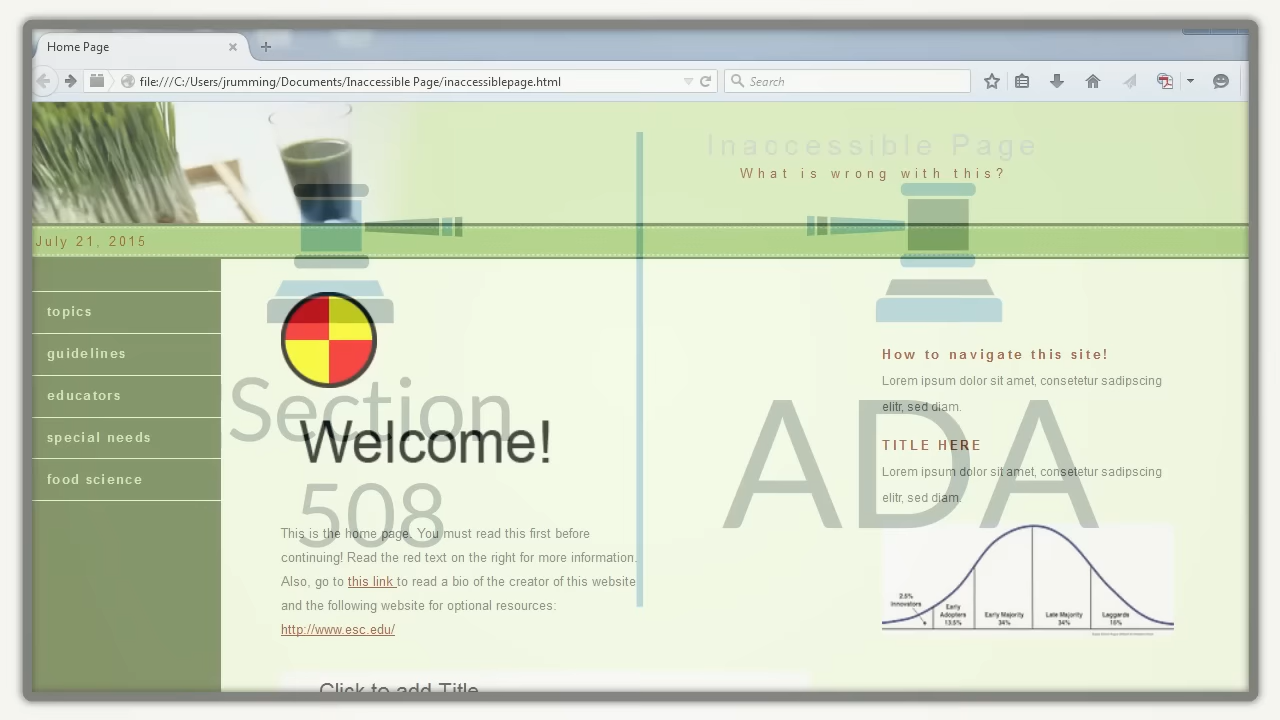 Home Page
file:///C:/Users/jrumming/Documents/Inaccessible Page/inaccessiblepage.html
Search
Inaccessible Page
What is wrong with this?
July 21, 2015
topics
guidelines
educators
special needs
food science
Section
508
Welcome!
This is the home page. You must read this first before
continuing! Read the red text on the right for more information.
Also, go to this link to read a bio of the creator of this website
and the following website for optional resources:
http://www.esc.edu/
Click to add Title
ADA
How to navigate this site!
Lorem ipsum dolor sit amet, consetetur sadipscing
elitr, sed diam.
TITLE HERE
Lorem ipsum dolor sit amet, consetetur sadipscing
elitr, sed diam.
2.5%
Innovators
Early
Adopters
13.5%
Early Majority
34%
Late Majority
34%
Laggards
16%